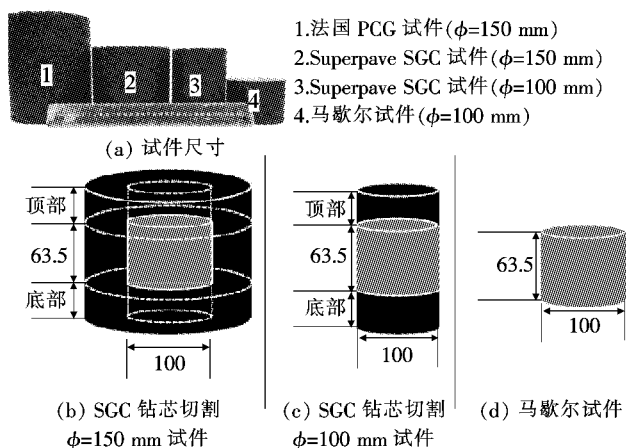 1
2
3
4
1.法国 PCG 试件(ϕ=150 mm)
2.Superpave SGC 试件(ϕ=150 mm)
3.Superpave SGC 试件(ϕ=100 mm)
4.马歇尔试件(ϕ=100 mm)
(a) 试件尺寸
顶部
63.5
底部
100
(b) SGC 钻芯切割
ϕ=150 mm 试件
顶部
63.5
底部
100
(c) SGC 钻芯切割
ϕ=100 mm 试件
63.5
100
(d) 马歇尔试件